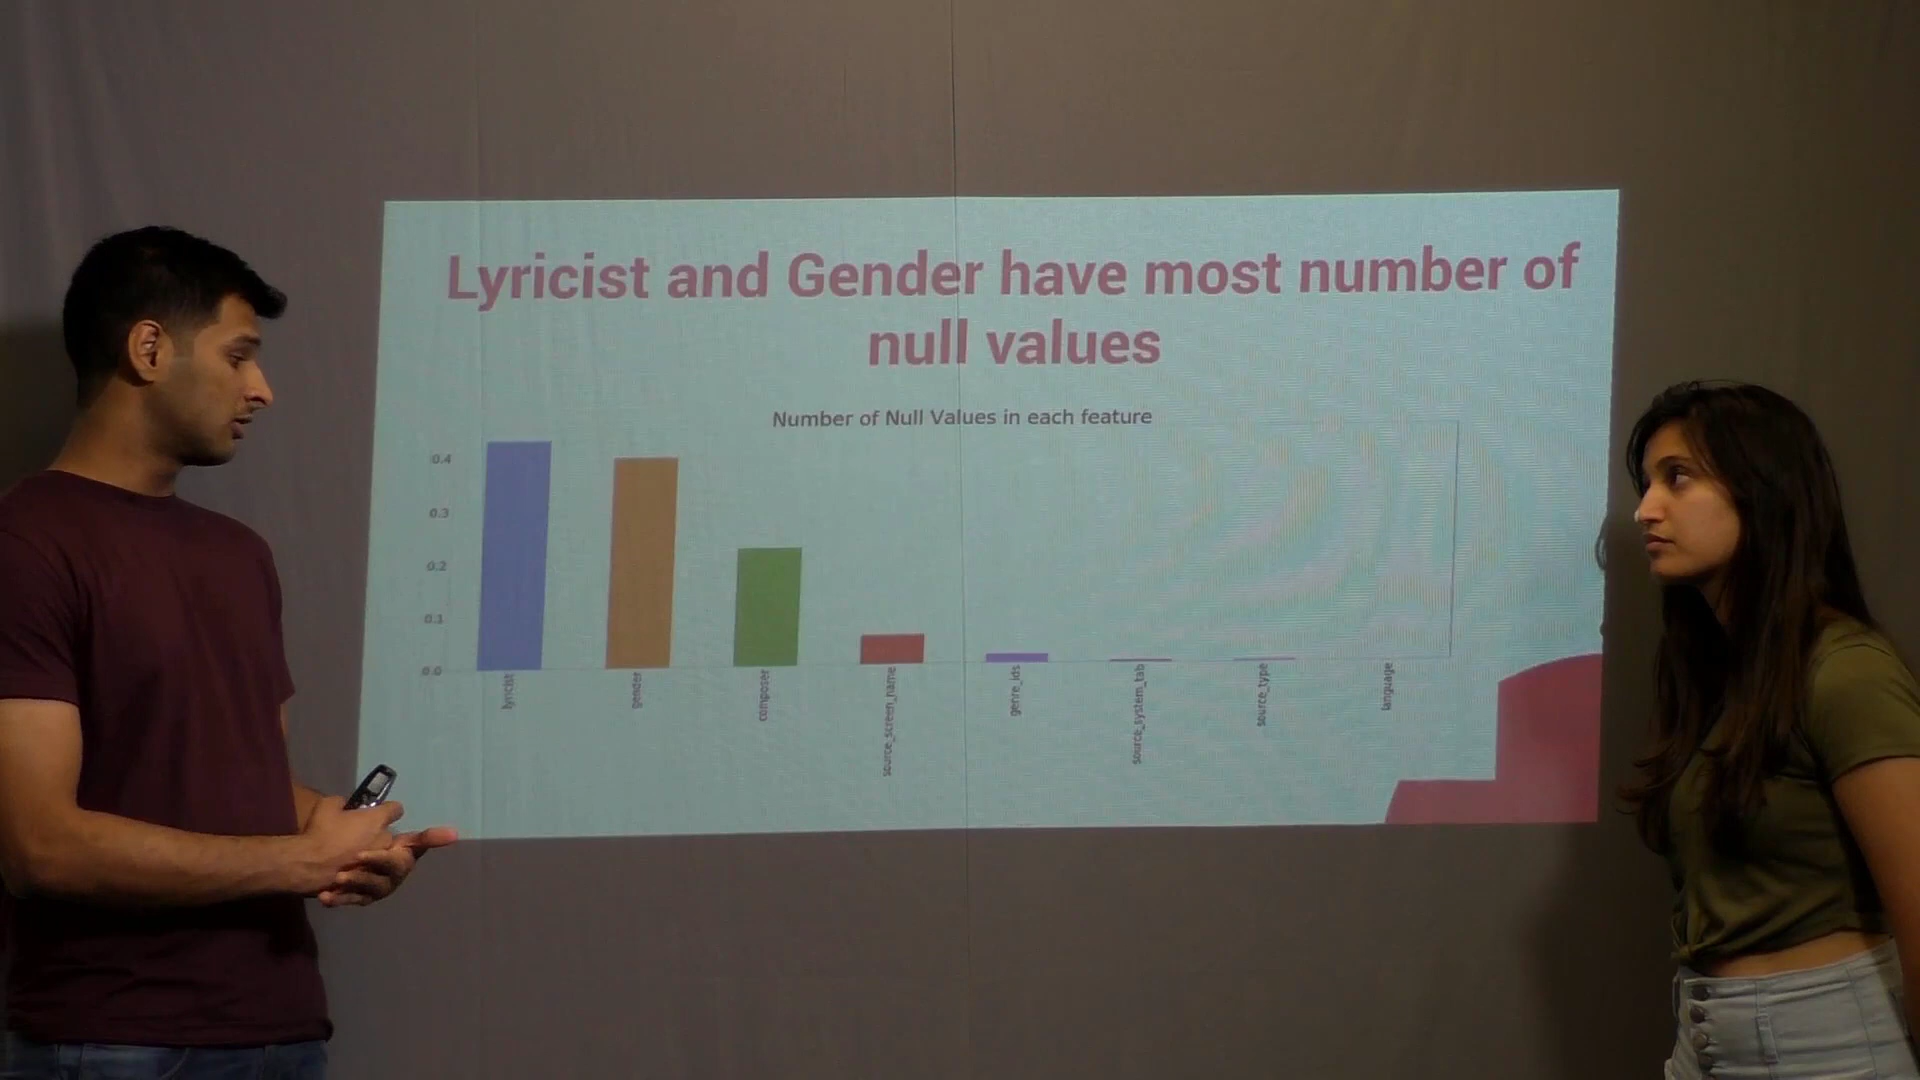 Lyricist and Gender have most number of
null values
Number of Null Values in each feature
0.4
0.3
0.2
0.1
0.0
lyricist
gender
composer
source_screen_name
genre_ids
source_system_tab
source_type
language